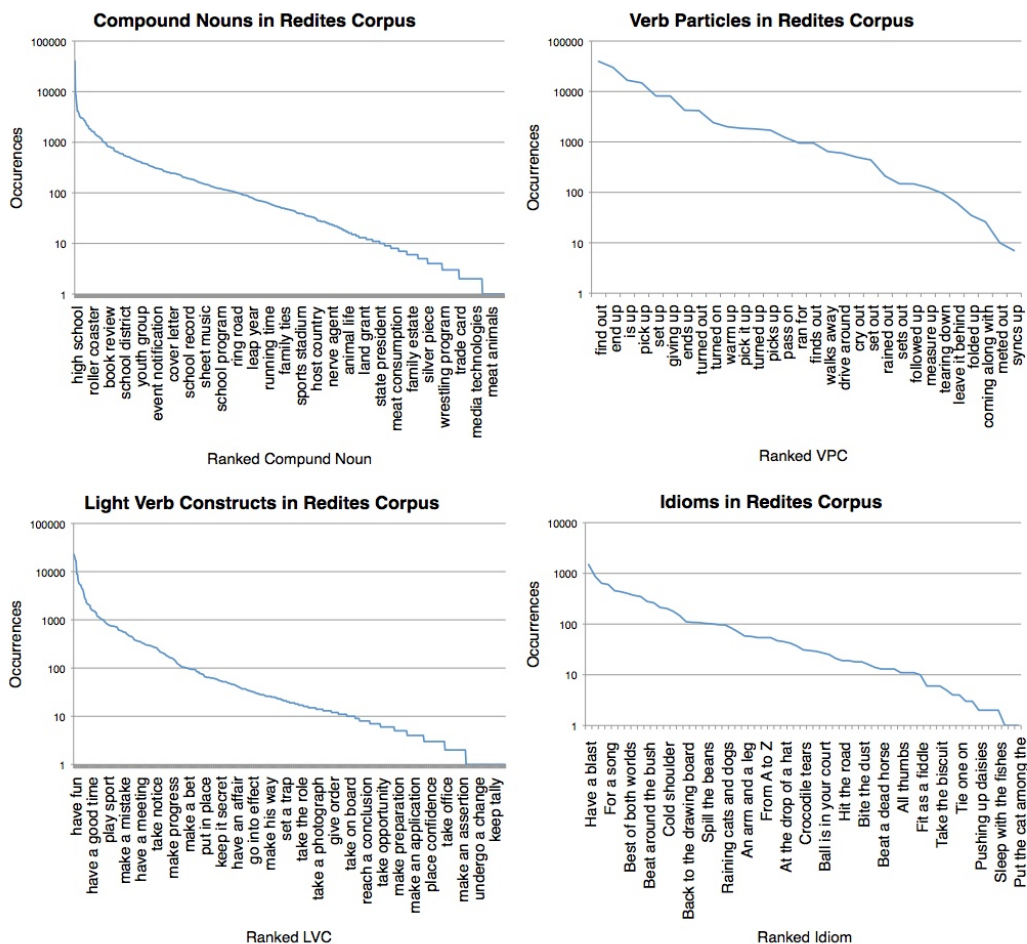 Compound Nouns in Redites Corpus
100000
10000
1000
100
10
1
Occurences
high school
roller coaster
book review
school district
youth group
event notification
cover letter
school record
sheet music
school program
ring road
leap year
running time
family ties
sports stadium
host country
nerve agent
animal life
land grant
state president
meat consumption
family estate
silver piece
wrestling program
trade card
media technologies
meat animals
Ranked Compund Noun
Verb Particles in Redites Corpus
100000
10000
1000
100
10
1
Occurrences
find out
end up
is up
pick up
set up
giving up
ends up
turned out
turned on
warm up
pick it up
turned up
picks up
pass on
ran for
finds out
walks away
drive around
cry out
set out
rained out
sets out
followed up
measure up
tearing down
leave it behind
folded up
coming along with
meted out
syncs up
Ranked VPC
Light Verb Constructs in Redites Corpus
100000
10000
1000
100
10
1
Occurrences
have fun
have a good time
play sport
make a mistake
have a meeting
take notice
make progress
make a bet
put in place
keep it secret
have an affair
go into effect
make his way
set a trap
take the role
take a photograph
give order
take on board
reach a conclusion
take opportunity
make preparation
make an application
place confidence
take office
make an assertion
undergo a change
keep tally
Ranked LVC
Idioms in Redites Corpus
10000
1000
100
10
1
Occurrences
Have a blast
For a song
Best of both worlds
Beat around the bush
Cold shoulder
Back to the drawing board
Spill the beans
Raining cats and dogs
An arm and a leg
From A to Z
At the drop of a hat
Crocodile tears
Ball is in your court
Hit the road
Bite the dust
Beat a dead horse
All thumbs
Fit as a fiddle
Take the biscuit
Tie one on
Pushing up daisies
Sleep with the fishes
Put the cat among the
Ranked Idiom